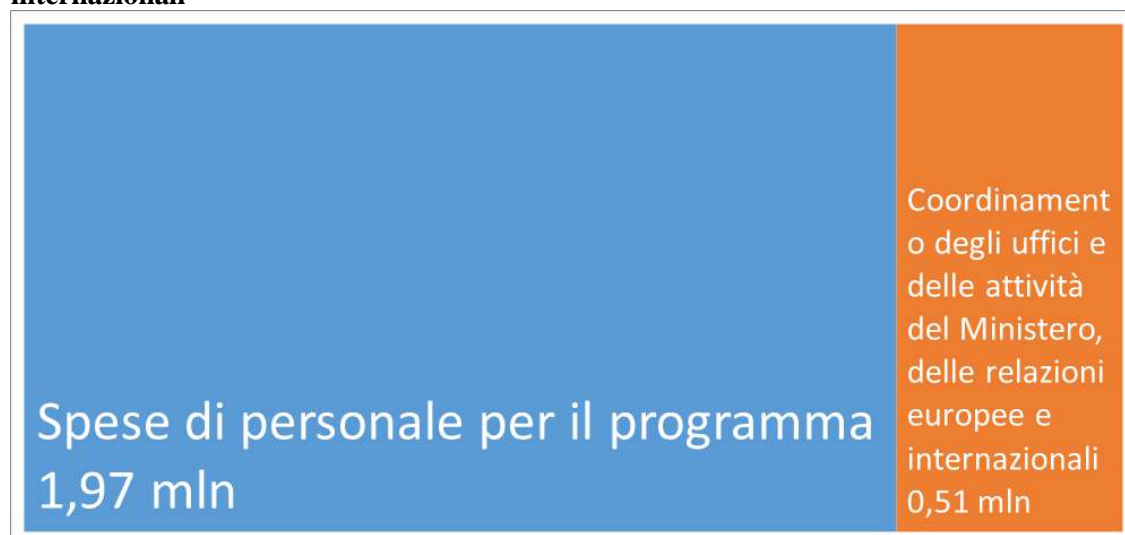 internazionali
Spese di personale per il programma
1,97 mln
Coordinament
o degli uffici e
delle attività
del Ministero,
delle relazioni
europee e
internazionali
0,51 mln